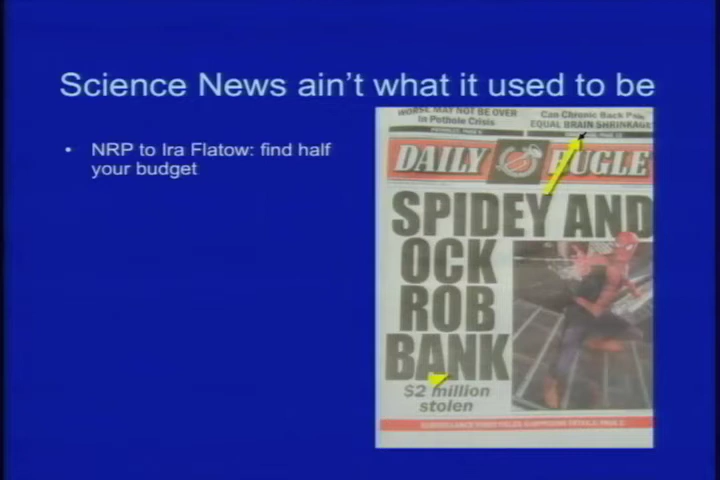 Science News ain't what it used to be
• NRP to Ira Flatow: find half
your budget
WORSE MAY NOT BE OVER
in Pothole Crisis
Can Chronic Back Pain
EQUAL BRAIN SHRINKAGE
DAILY BUGLE
SPIDEY AND
OCK
ROB
BANK
$2 million
stolen